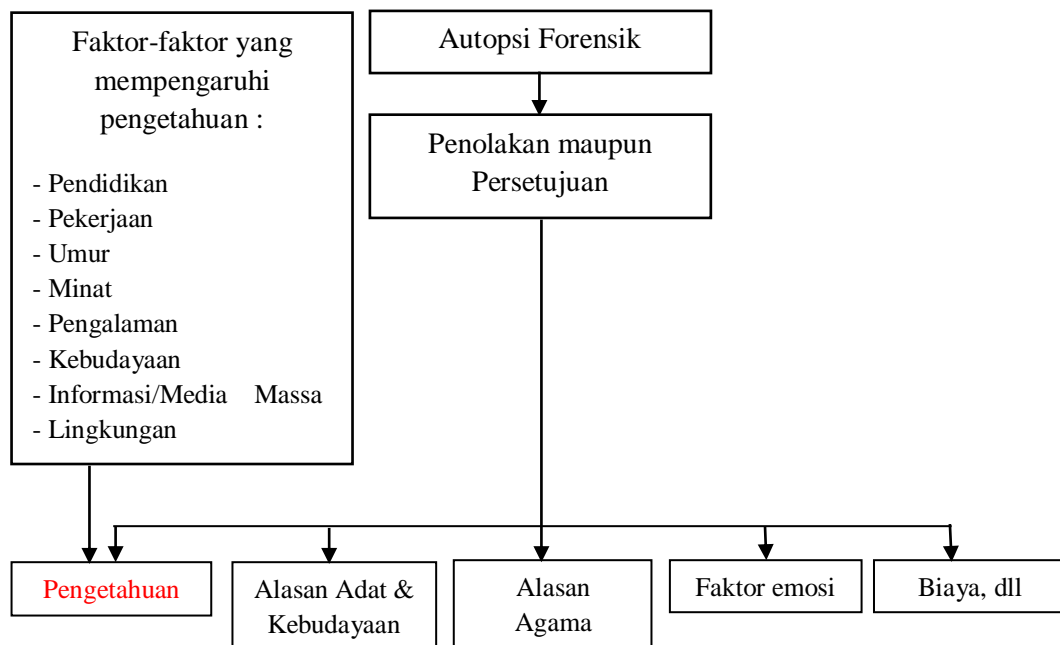 Faktor-faktor yang
mempengaruhi
pengetahuan :
- Pendidikan
- Pekerjaan
- Umur
- Minat
- Pengalaman
- Kebudayaan
- Informasi/Media Massa
- Lingkungan
Autopsi Forensik
Penolakan maupun
Persetujuan
Pengetahuan
Alasan Adat &
Kebudayaan
Alasan
Agama
Faktor emosi
Biaya, dll